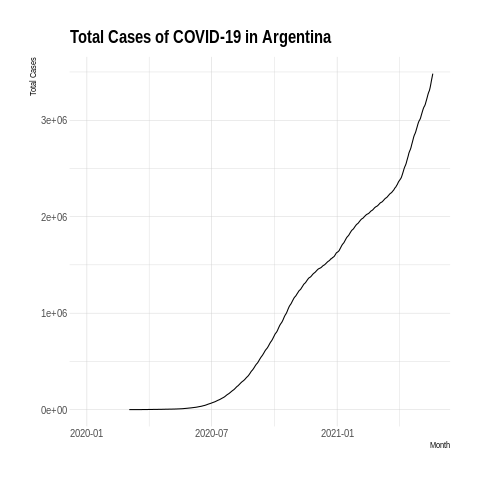 Total Cases of COVID-19 in Argentina
Total Cases
3e+06
2e+06
1e+06
0e+00
2020-01 2020-07 2021-01
Month